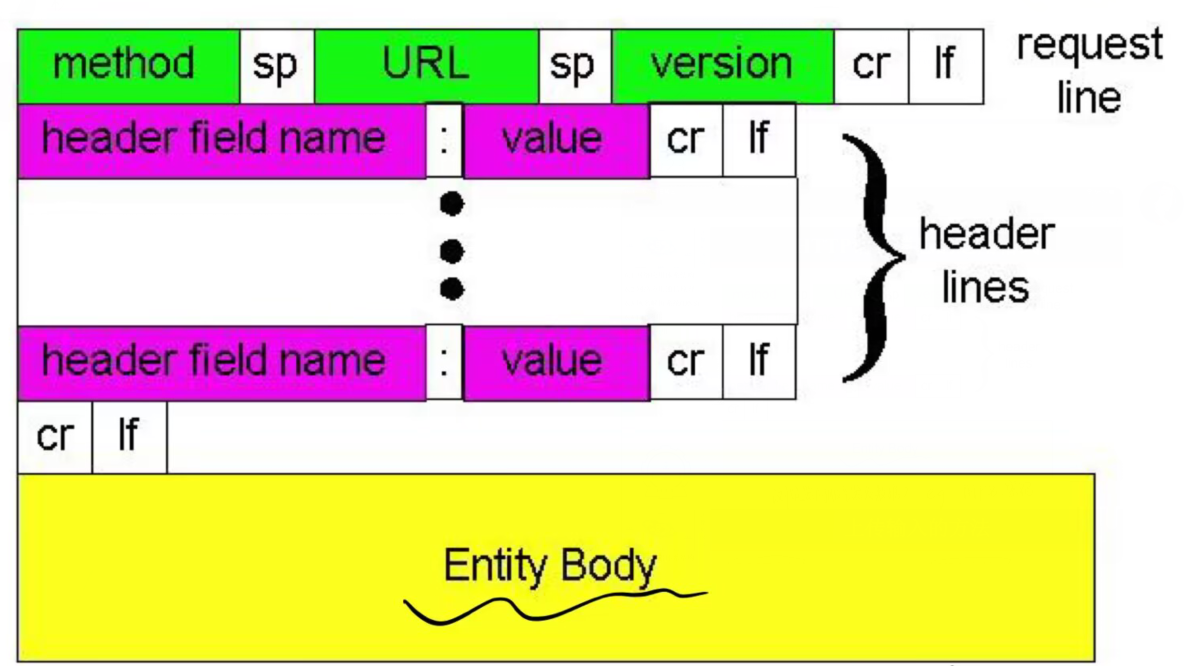 method sp URL sp version cr lf
request
line
header field name : value cr lf
header
lines
header field name : value cr lf
cr lf
Entity Body